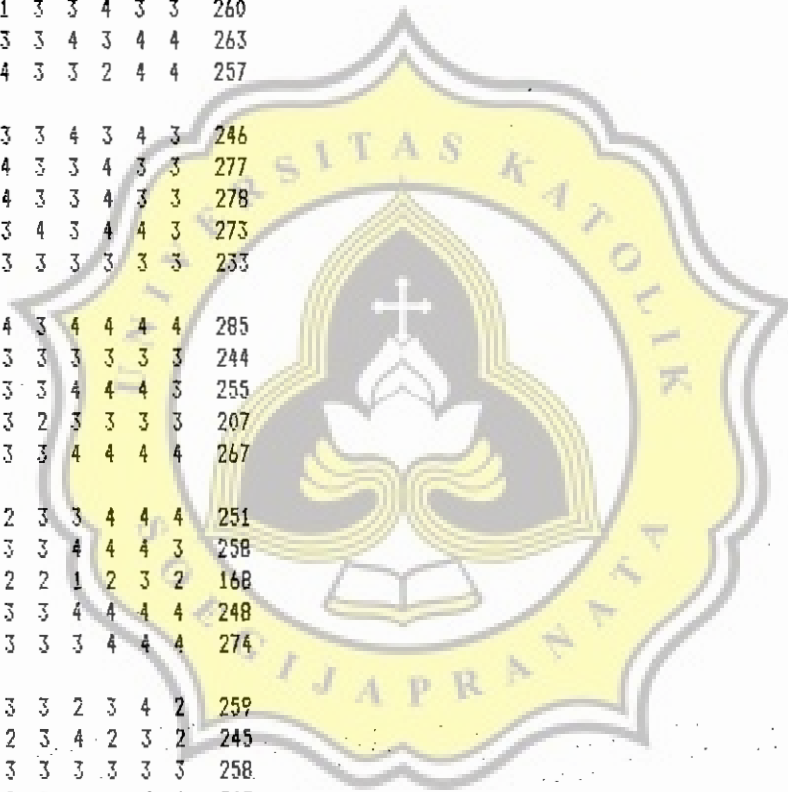 1 3 3 4 3 3 260
3 3 4 3 4 4 263
4 3 3 2 4 4 257
3 3 4 3 4 3 246
4 3 3 4 3 3 277
4 3 3 4 3 3 278
3 4 3 4 4 3 273
3 3 3 3 3 3 233
4 3 4 4 4 4 285
3 3 3 3 3 3 244
3 3 4 4 4 3 255
3 2 3 3 3 3 207
3 3 4 4 4 4 267
2 3 3 4 4 4 251
3 3 4 4 4 3 258
2 2 1 2 3 2 168
3 3 4 4 4 4 248
3 3 3 4 4 4 274
3 3 2 3 4 2 259
2 3 4 2 3 2 245
3 3 3 3 3 3 258
UNIVERSITAS KATOLIK
SOEGIJAPRANATA